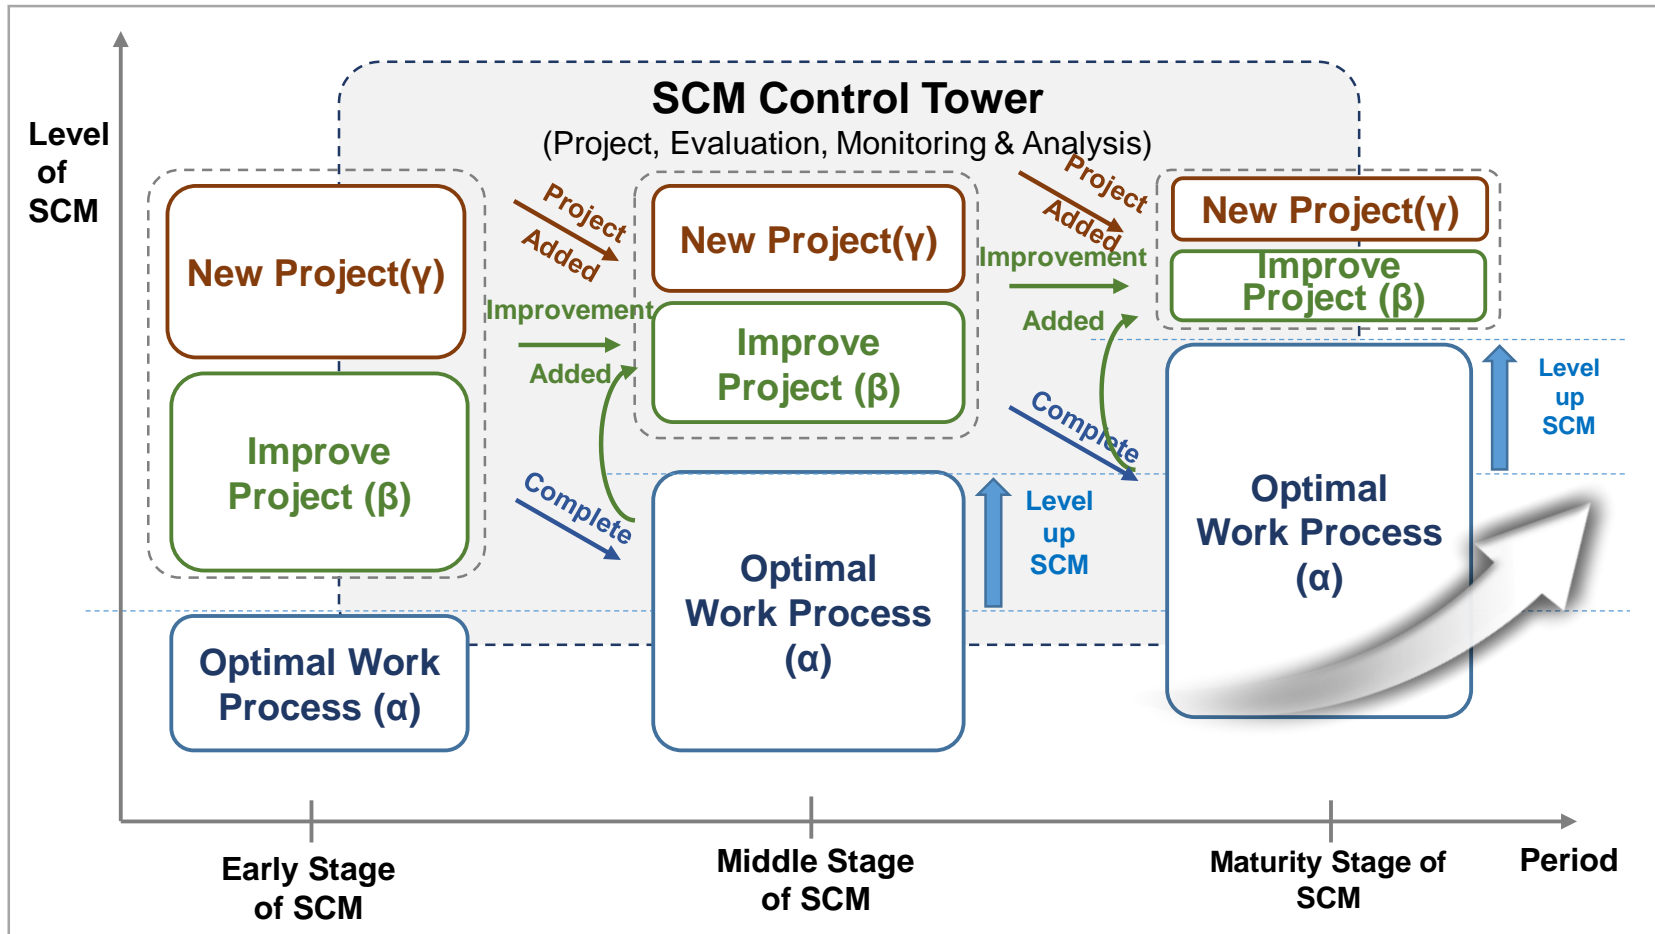 SCM Control Tower
(Project, Evaluation, Monitoring & Analysis)
Level
of
SCM
New Project(γ)
Improve
Project (β)
Optimal Work
Process (α)
Project
Added
Improvement
Added
Complete
New Project(γ)
Improve
Project (β)
Optimal
Work Process
(α)
Level
up
SCM
Project
Added
Improvement
Added
Complete
New Project(γ)
Improve
Project (β)
Optimal
Work Process
(α)
Level
up
SCM
Early Stage
of SCM
Middle Stage
of SCM
Maturity Stage of
SCM
Period